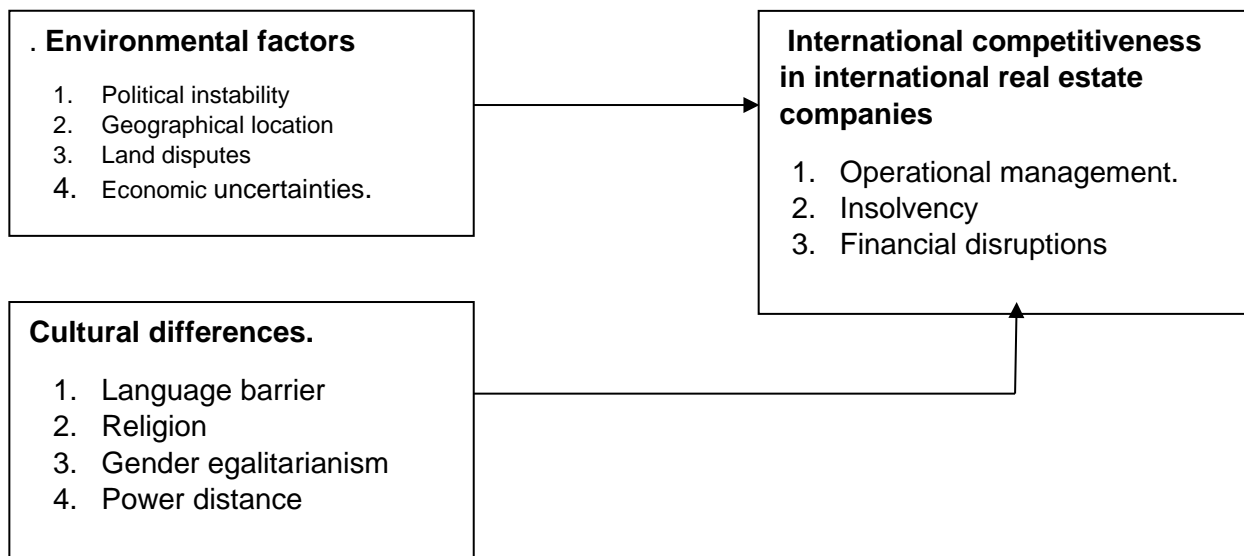 . Environmental factors
1. Political instability
2. Geographical location
3. Land disputes
4. Economic uncertainties.
International competitiveness
in international real estate
companies
1. Operational management.
2. Insolvency
3. Financial disruptions
Cultural differences.
1. Language barrier
2. Religion
3. Gender egalitarianism
4. Power distance